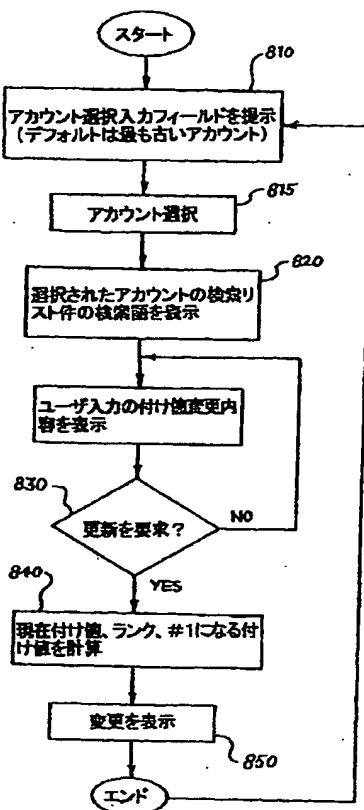 スタート
810
アカウント選択入力フィールドを提示
(デフォルトは最も古いアカウント)
815
アカウント選択
820
選択されたアカウントの検索リ
スト件の検索語を表示
ユーザ入力の付け値変更内
容を表示
830
更新を要求?
NO
YES
840
現在付け値、ランク、#1になる付
け値を計算
変更を表示
850
エンド